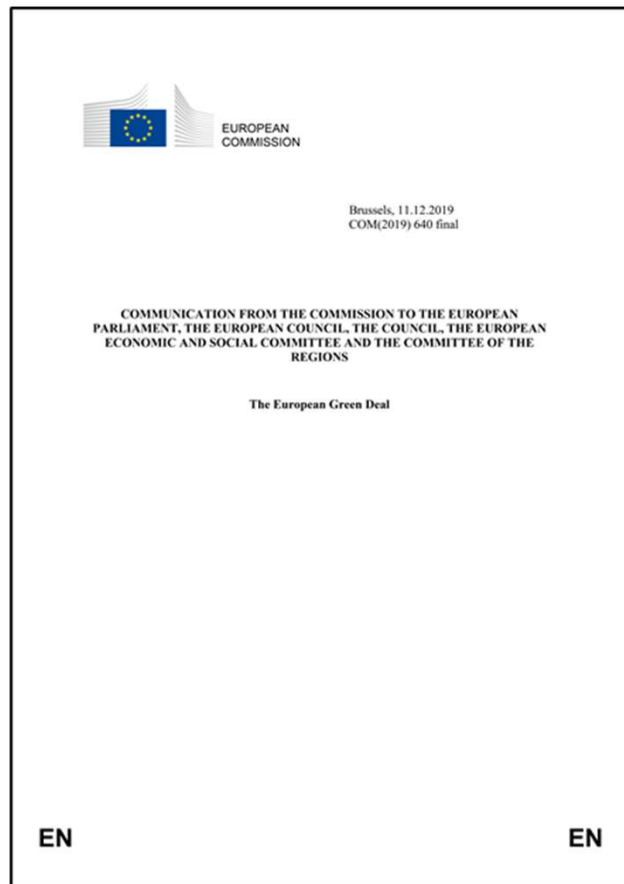 EUROPEAN
COMMISSION
Brussels, 11.12.2019
COM(2019) 640 final
COMMUNICATION FROM THE COMMISSION TO THE EUROPEAN
PARLIAMENT, THE EUROPEAN COUNCIL, THE COUNCIL, THE EUROPEAN
ECONOMIC AND SOCIAL COMMITTEE AND THE COMMITTEE OF THE
REGIONS
The European Green Deal
EN EN